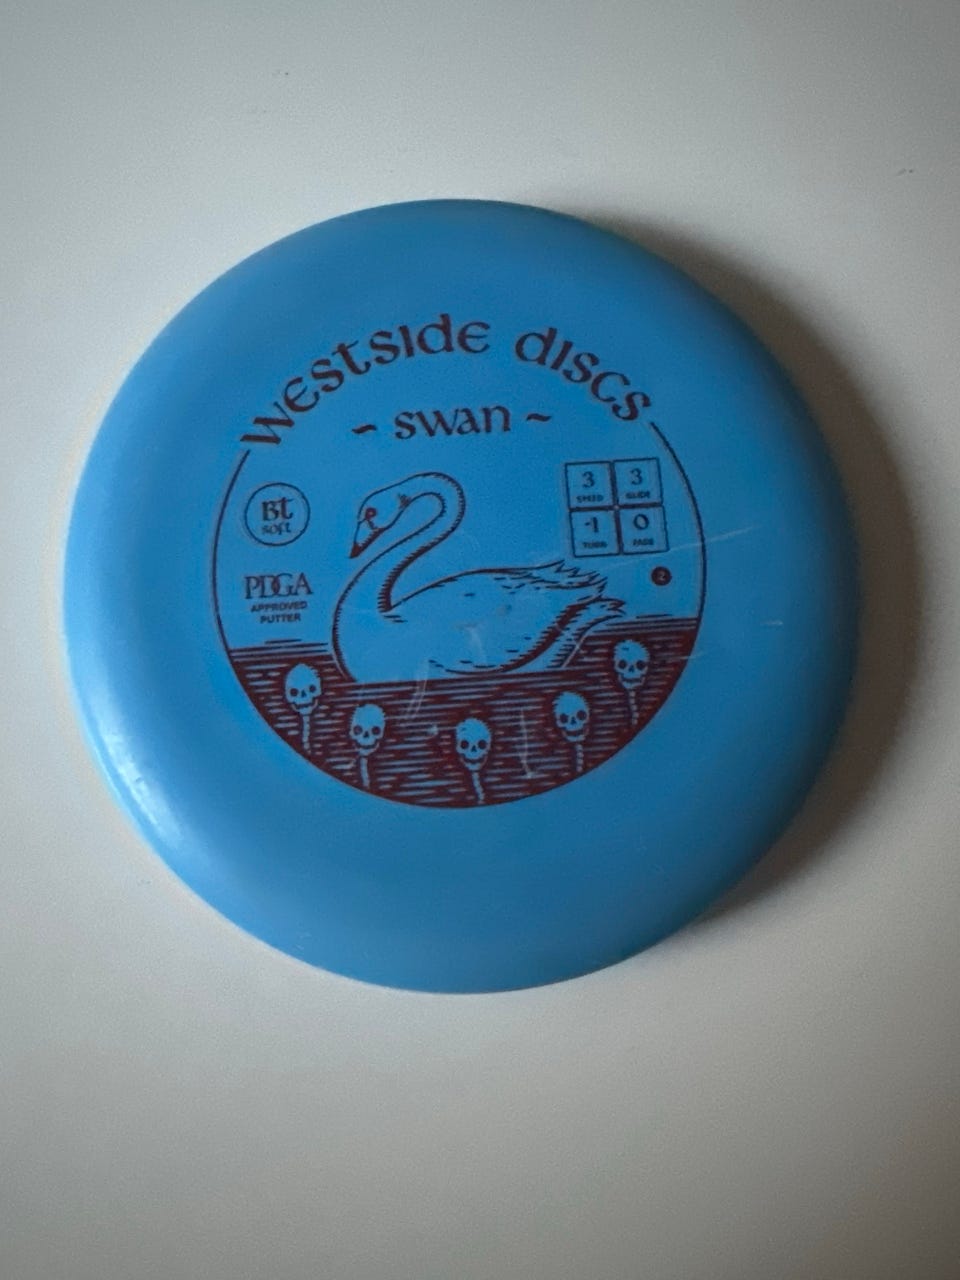 westside discs
~ swan ~
3 3
SPEED GLIDE
-1 0
TURN FADE
Bt
soft
2
PDGA
APPROVED
PUTTER